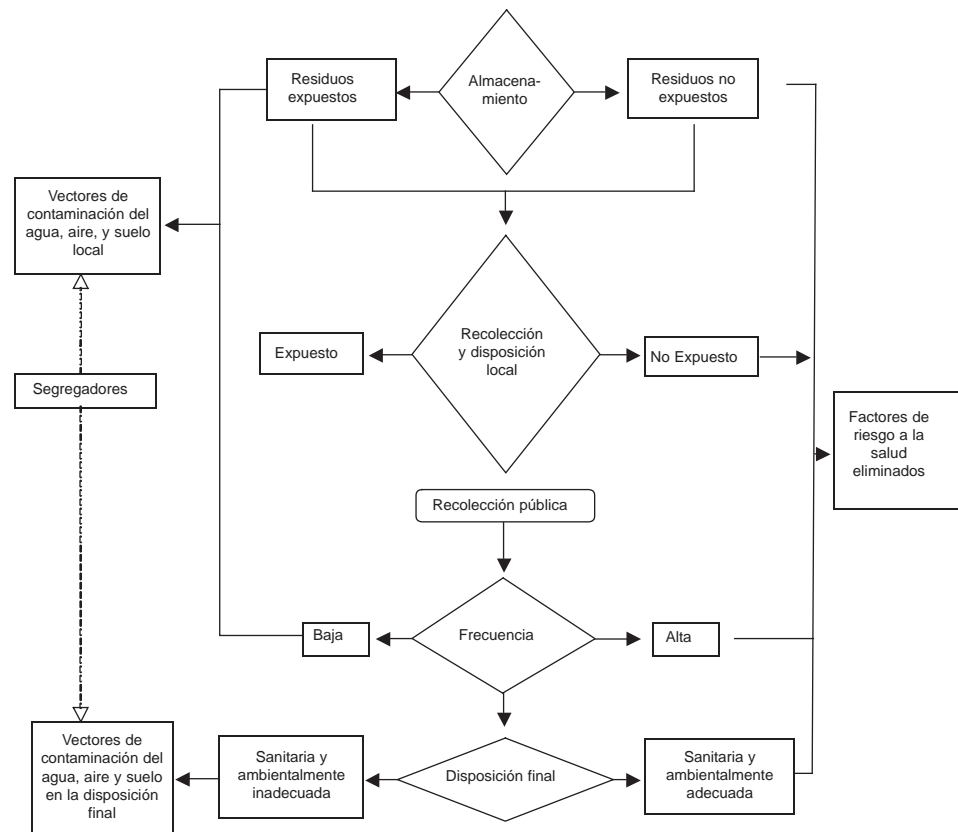 Residuos
expuestos
Almacena-
miento
Residuos no
expuestos
Vectores de
contaminación del
agua, aire, y suelo
local
Expuesto
Recolección
y disposición
local
No Expuesto
Segregadores
Factores de
riesgo a la
salud
eliminados
Recolección pública
Baja
Frecuencia
Alta
Vectores de
contaminación del
agua, aire y suelo
en la disposición
final
Sanitaria y
ambientalmente
inadecuada
Disposición final
Sanitaria y
ambientalmente
adecuada